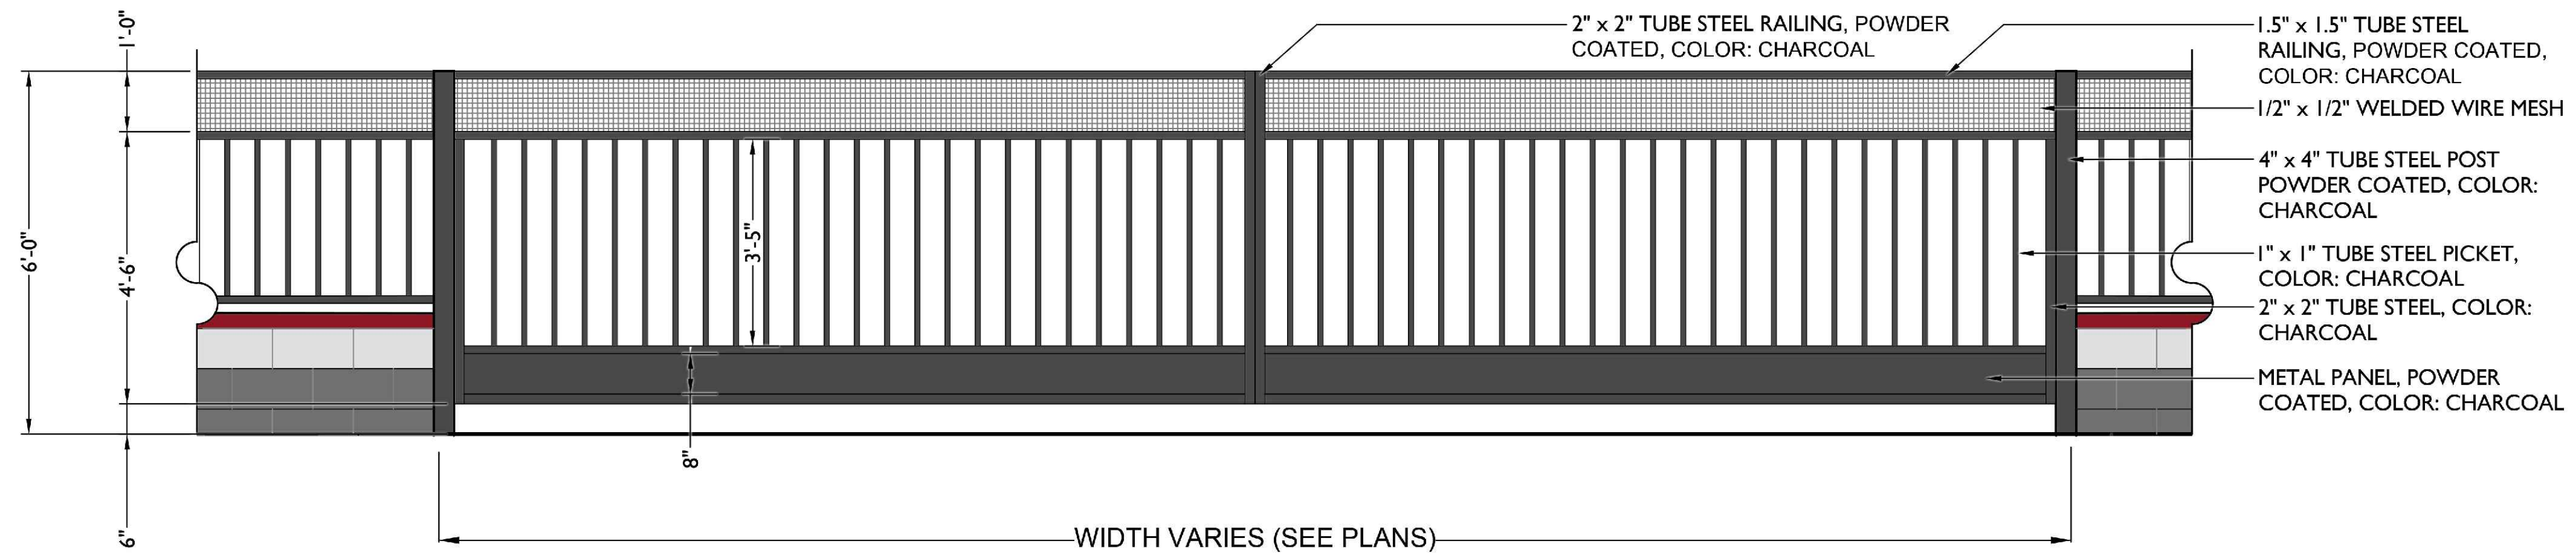 1'-0"
2" x 2" TUBE STEEL RAILING, POWDER
COATED, COLOR: CHARCOAL
1.5" x 1.5" TUBE STEEL
RAILING, POWDER COATED,
COLOR: CHARCOAL
1/2" x 1/2" WELDED WIRE MESH
4" x 4" TUBE STEEL POST
POWDER COATED, COLOR:
CHARCOAL
6'-0"
4'-6"
3'-5"
1" x 1" TUBE STEEL PICKET,
COLOR: CHARCOAL
2" x 2" TUBE STEEL, COLOR:
CHARCOAL
METAL PANEL, POWDER
COATED, COLOR: CHARCOAL
8"
6"
WIDTH VARIES (SEE PLANS)